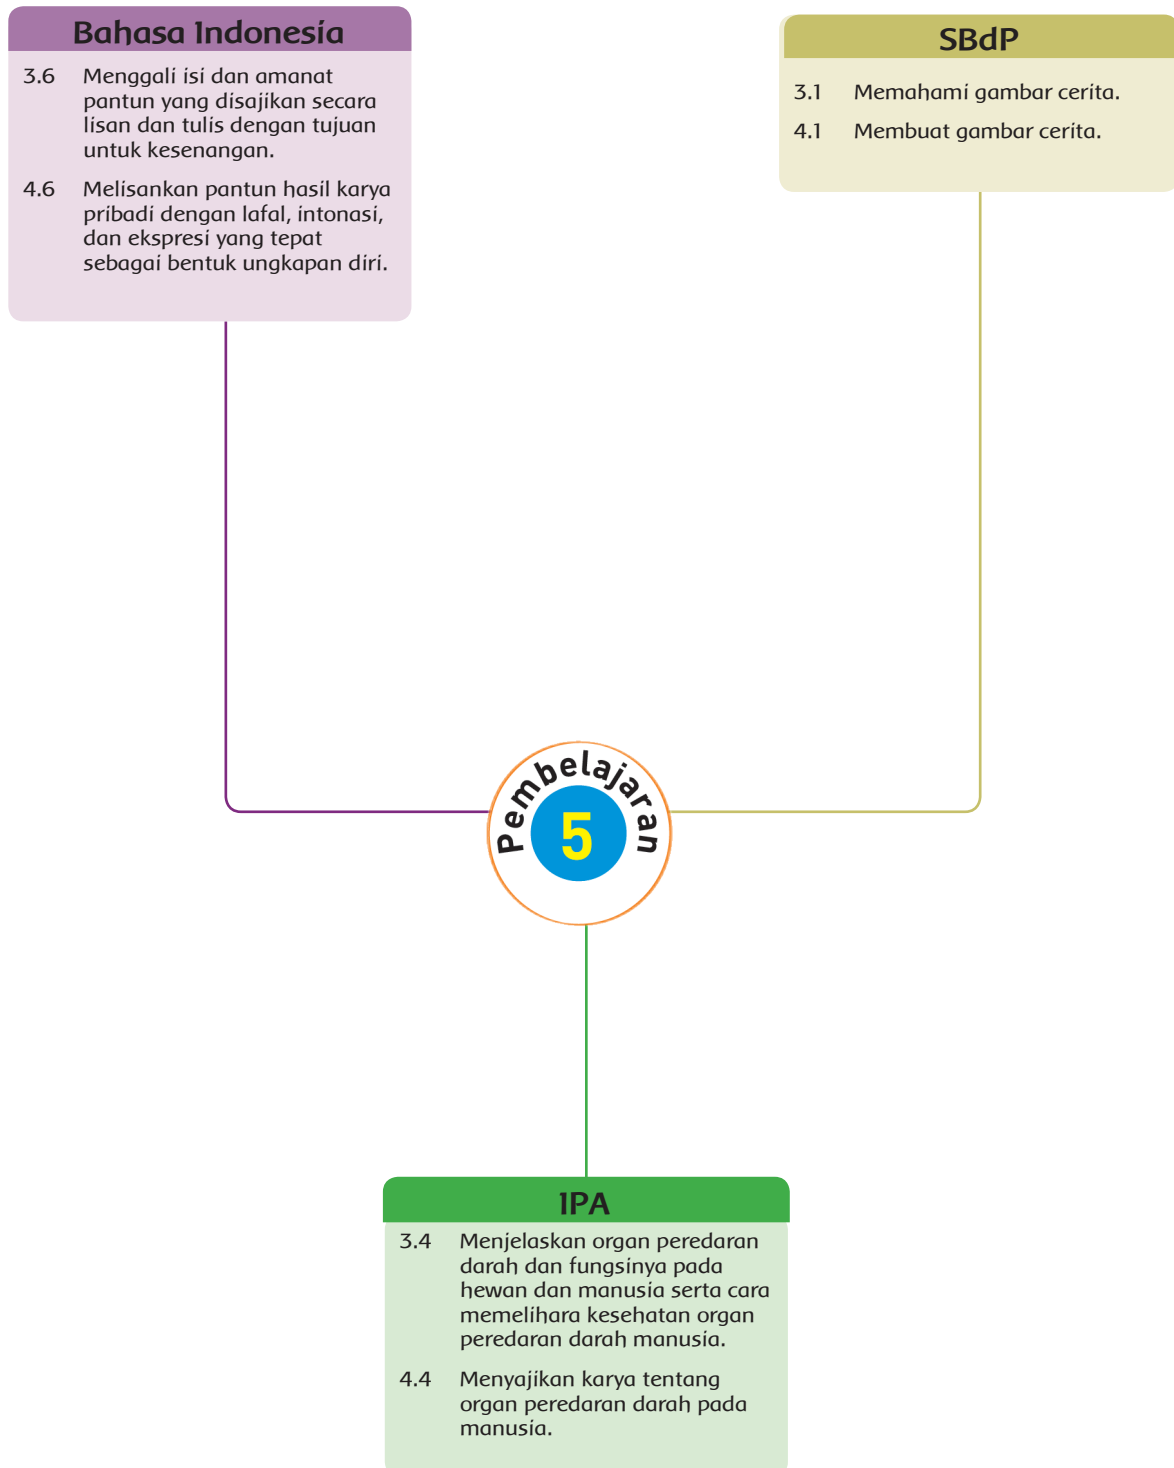 Bahasa Indonesia
3.6 Menggali isi dan amanat
pantun yang disajikan secara
lisan dan tulis dengan tujuan
untuk kesenangan.
4.6 Melisankan pantun hasil karya
pribadi dengan lafal, intonasi,
dan ekspresi yang tepat
sebagai bentuk ungkapan diri.
SBdP
3.1 Memahami gambar cerita.
4.1 Membuat gambar cerita.
Pembelajaran
5
IPA
3.4 Menjelaskan organ peredaran
darah dan fungsinya pada
hewan dan manusia serta cara
memelihara kesehatan organ
peredaran darah manusia.
4.4 Menyajikan karya tentang
organ peredaran darah pada
manusia.